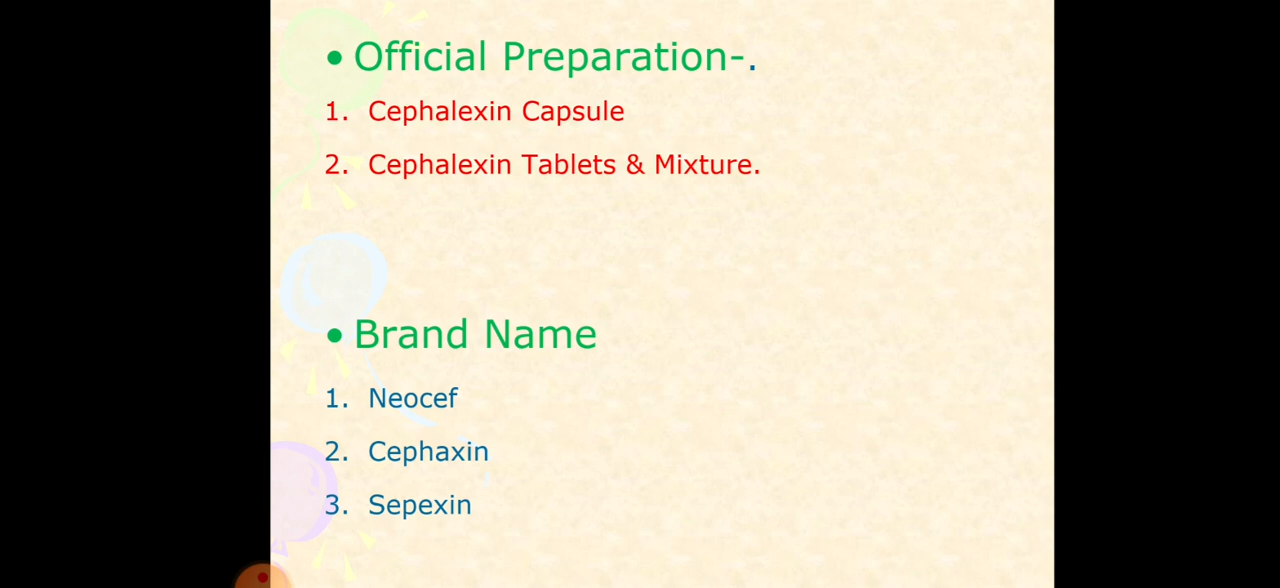 • Official Preparation-.
1. Cephalexin Capsule
2. Cephalexin Tablets & Mixture.
• Brand Name
1. Neocef
2. Cephaxin
3. Sepexin